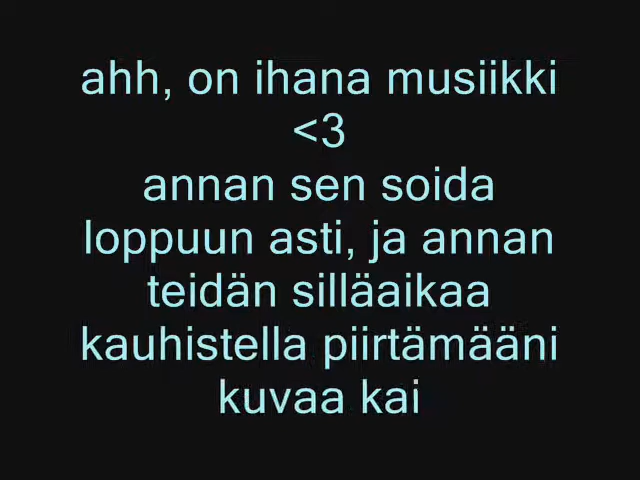 ahh, on ihana musiikki
<3
annan sen soida
loppuun asti, ja annan
teidän silläaikaa
kauhistella piirtämääni
kuvaa kai